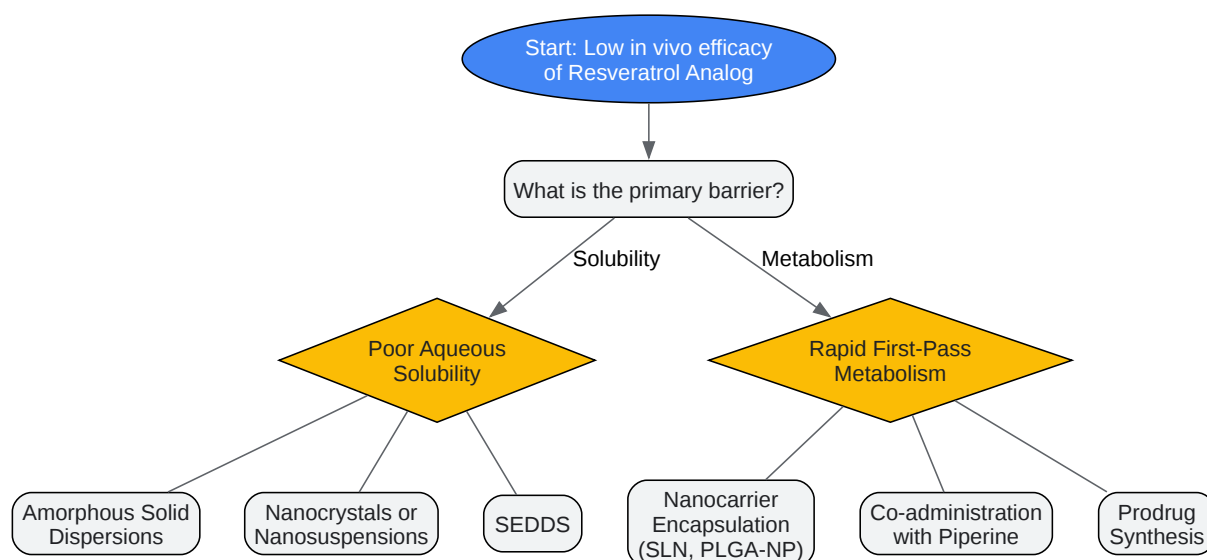 Start: Low in vivo efficacy
of Resveratrol Analog
What is the primary barrier?
Solubility
Metabolism
Poor Aqueous
Solubility
Rapid First-Pass
Metabolism
Amorphous Solid
Dispersions
Nanocrystals or
Nanosuspensions
SEDDS
Nanocarrier
Encapsulation
(SLN, PLGA-NP)
Co-administration
with Piperine
Prodrug
Synthesis